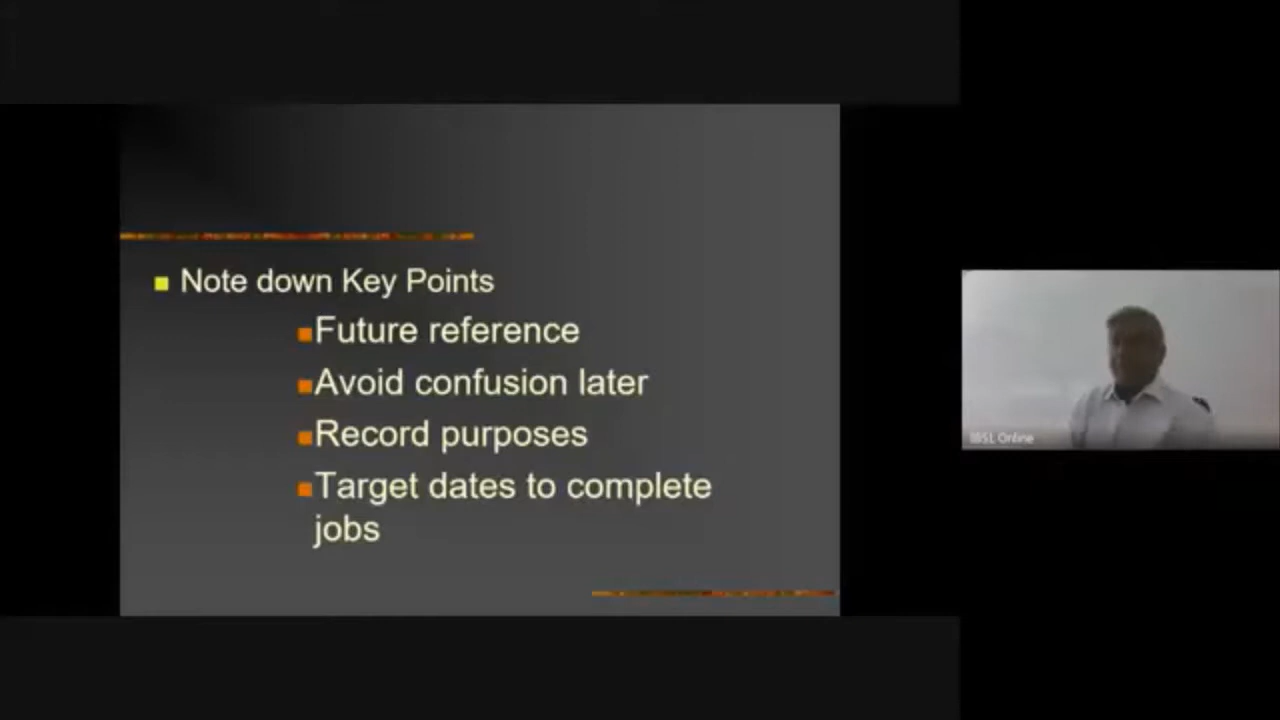 Note down Key Points
Future reference
Avoid confusion later
Record purposes
Target dates to complete
jobs
IBSL Online